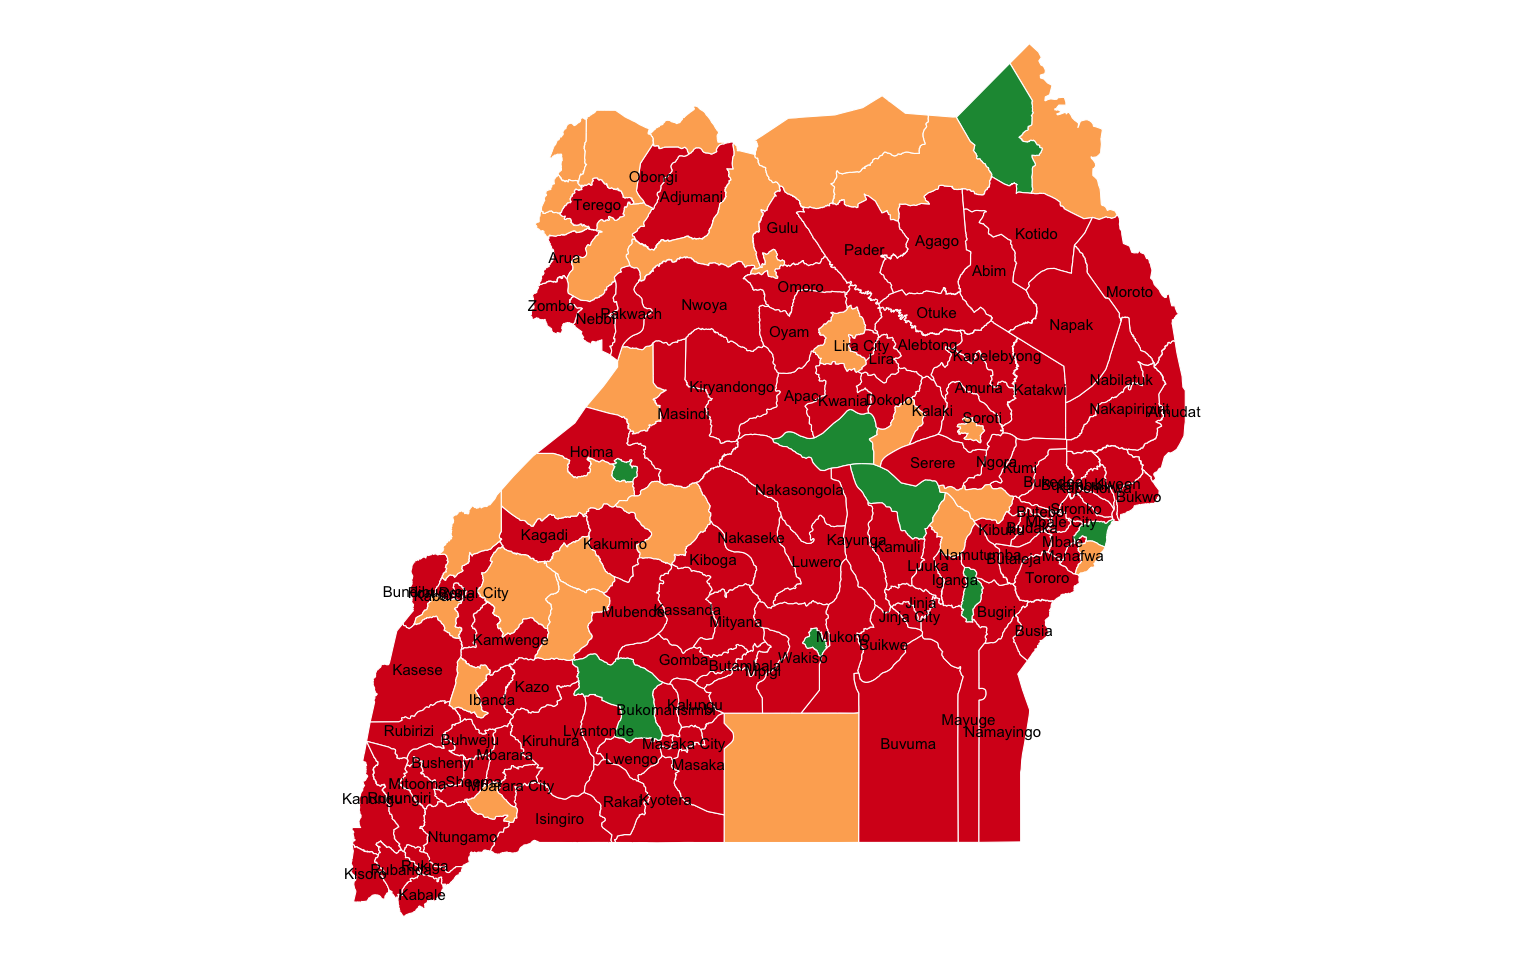 Obongi
Adjumani
Terego
Gulu
Kotido
Agago
Pader
Arua
Abim
Omoro
Moroto
Zombo
Nwoya
Pakwach
Otuke
Nebbi
Napak
Oyam
Lira City
Alebtong
Lira
Kapelebyong
Nabilatuk
Kiryandongo
Amuria
Katakwi
Apac
Kwania
Dokolo
Kalaki
Nakapiripirit
Amudat
Masindi
Soroti
Hoima
Serere
Ngora
Kumi
Bukedea
Kween
Nakasongola
Bukwo
Sironko
Mbale City
Kibuku
Budaka
Kagadi
Nakaseke
Kayunga
Kakumiro
Kamuli
Mbale
Namutumba
Butaleja
Manafwa
Kiboga
Luwero
Luuka
Iganga
Tororo
Kassanda
Mubende
Jinja
Bugiri
Jinja City
Mityana
Busia
Mukono
Kamwenge
Buikwe
Wakiso
Gomba
Butambala
Mpigi
Kasese
Kazo
Ibanda
Kalungu
Bukomansimbi
Mayuge
Rubirizi
Lyantonde
Namayingo
Buhweju
Kiruhura
Masaka City
Buvuma
Mbarara
Lwengo
Bushenyi
Masaka
Mitooma
Sheema
Mbarara City
Kanungu
Rukungiri
Rakai
Kyotera
Isingiro
Ntungamo
Rukiga
Rubanda
Kisoro
Kabale